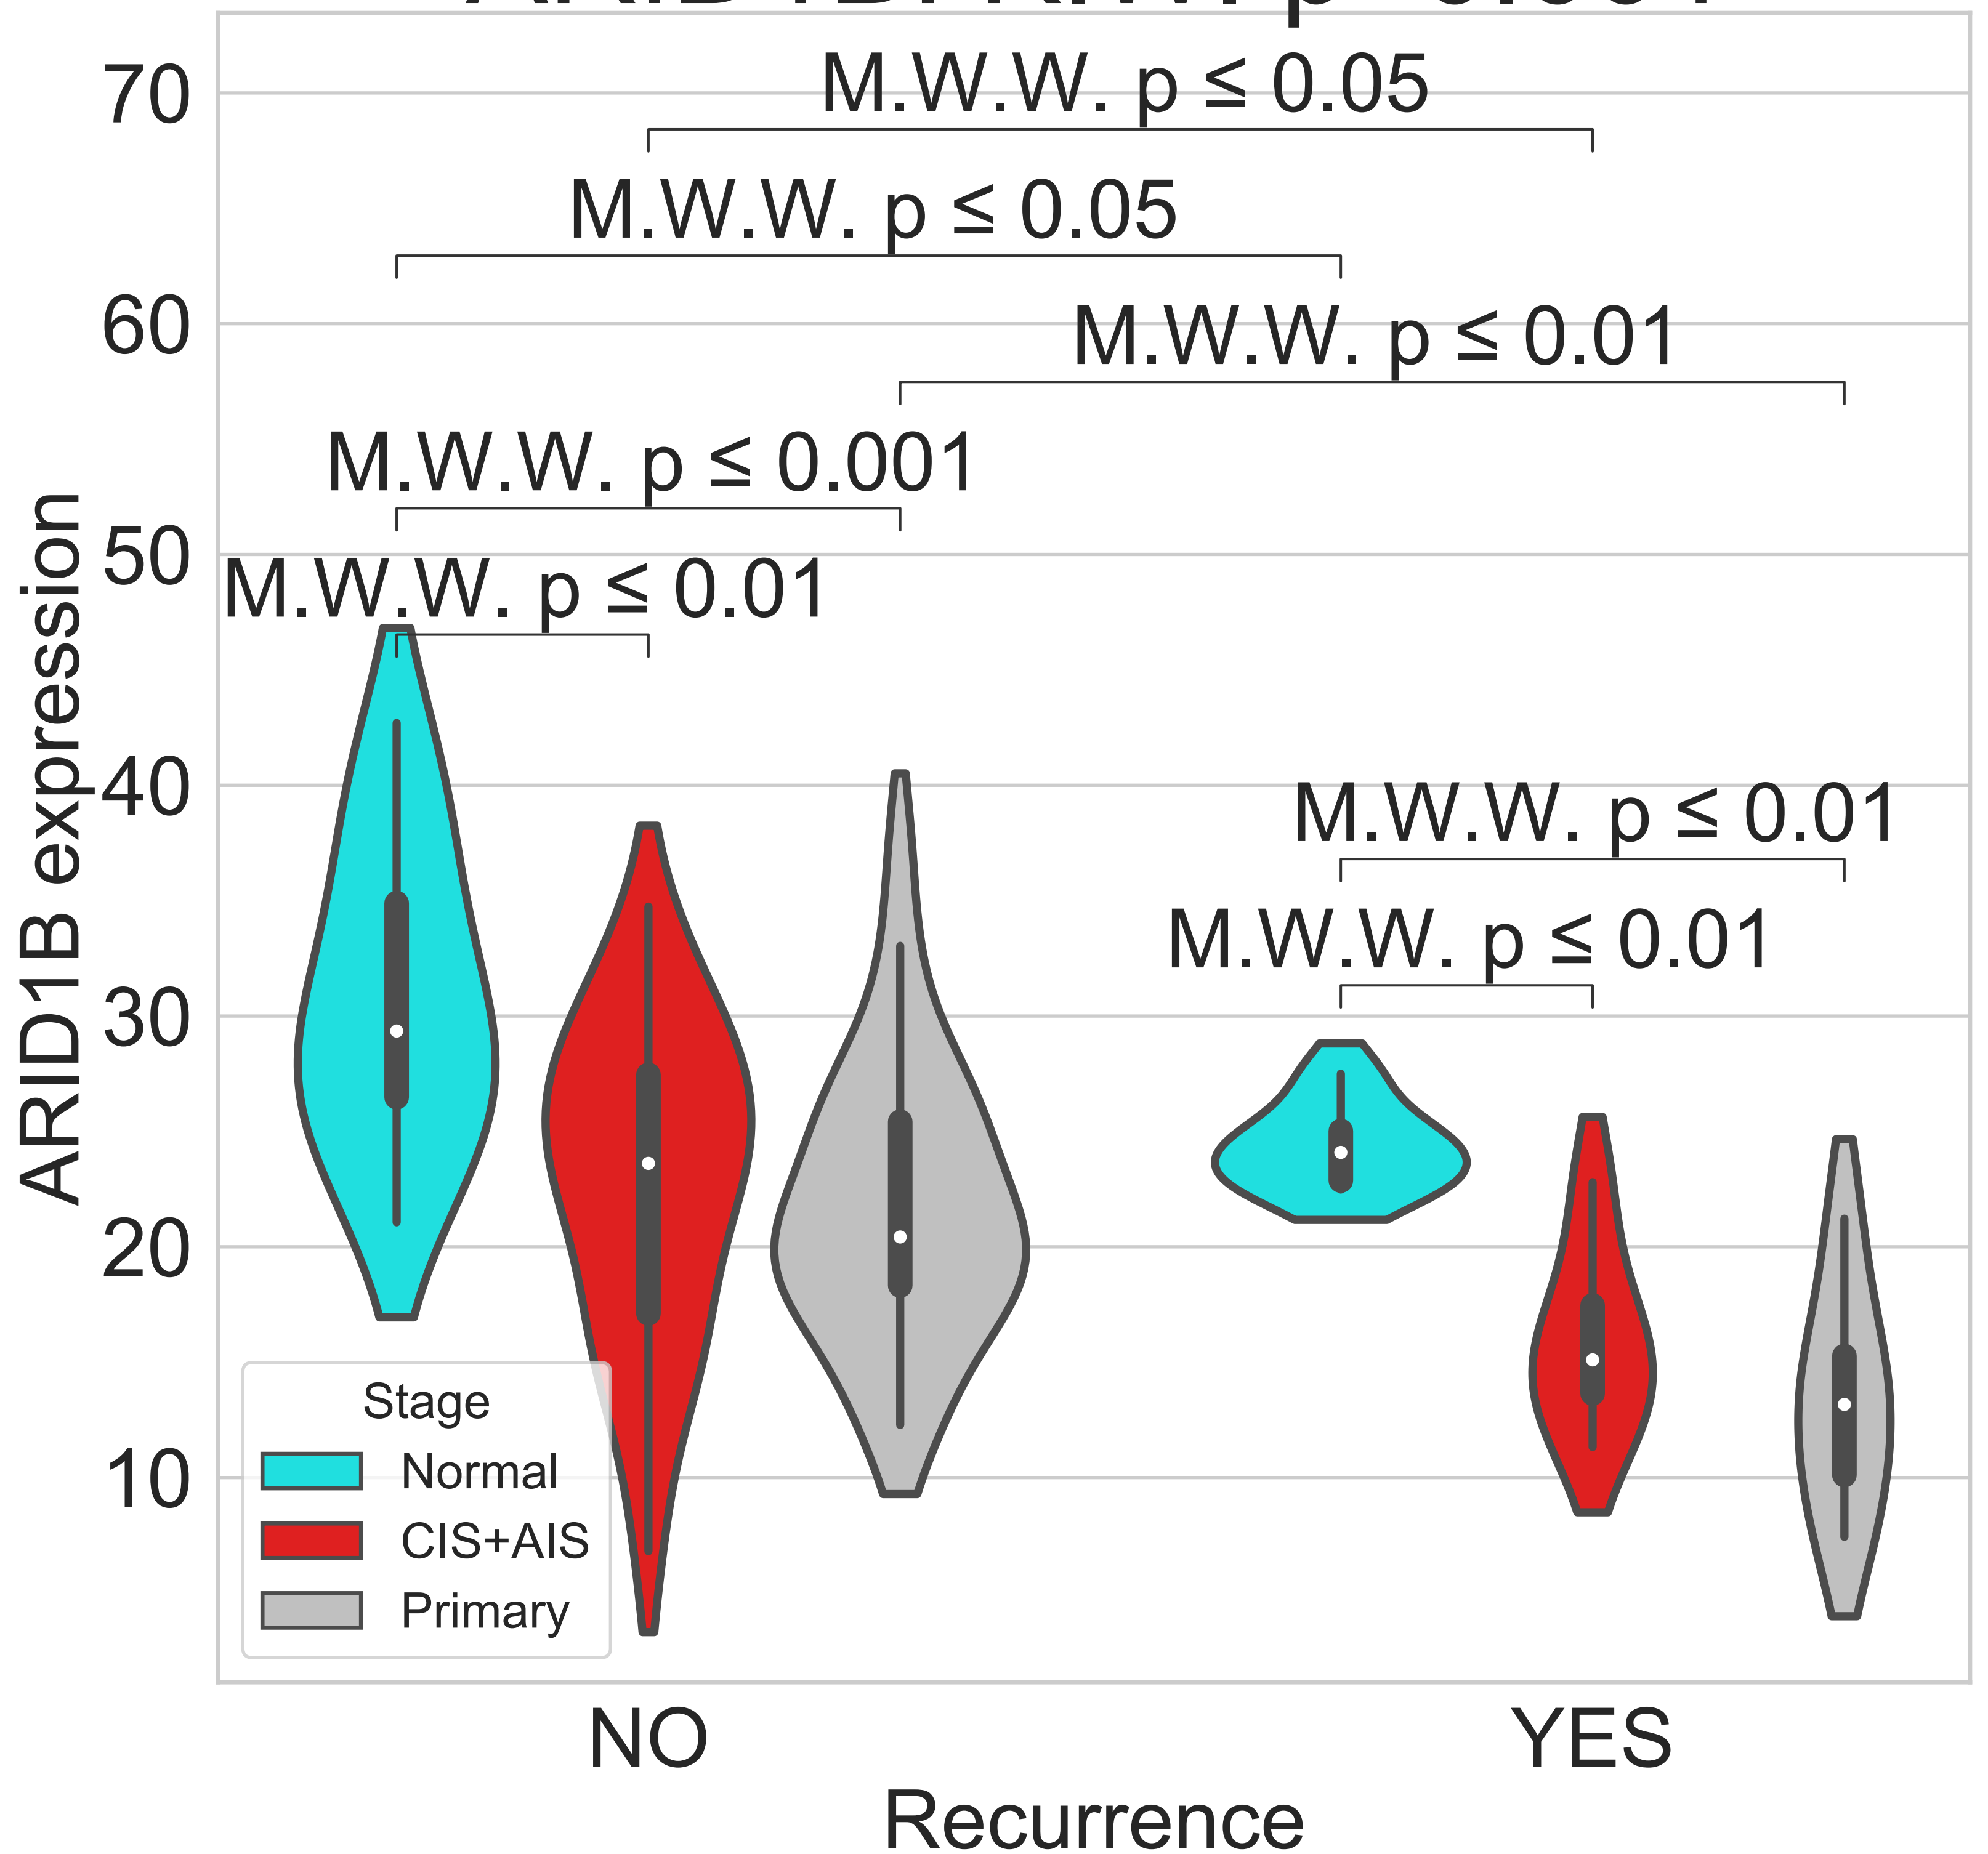 70
M.W.W. p ≤ 0.05
M.W.W. p ≤ 0.05
60
M.W.W. p ≤ 0.01
M.W.W. p ≤ 0.001
50
M.W.W. p ≤ 0.01
ARID1B expression
40
M.W.W. p ≤ 0.01
M.W.W. p ≤ 0.01
30
20
10
Stage
Normal
CIS+AIS
Primary
NO
YES
Recurrence